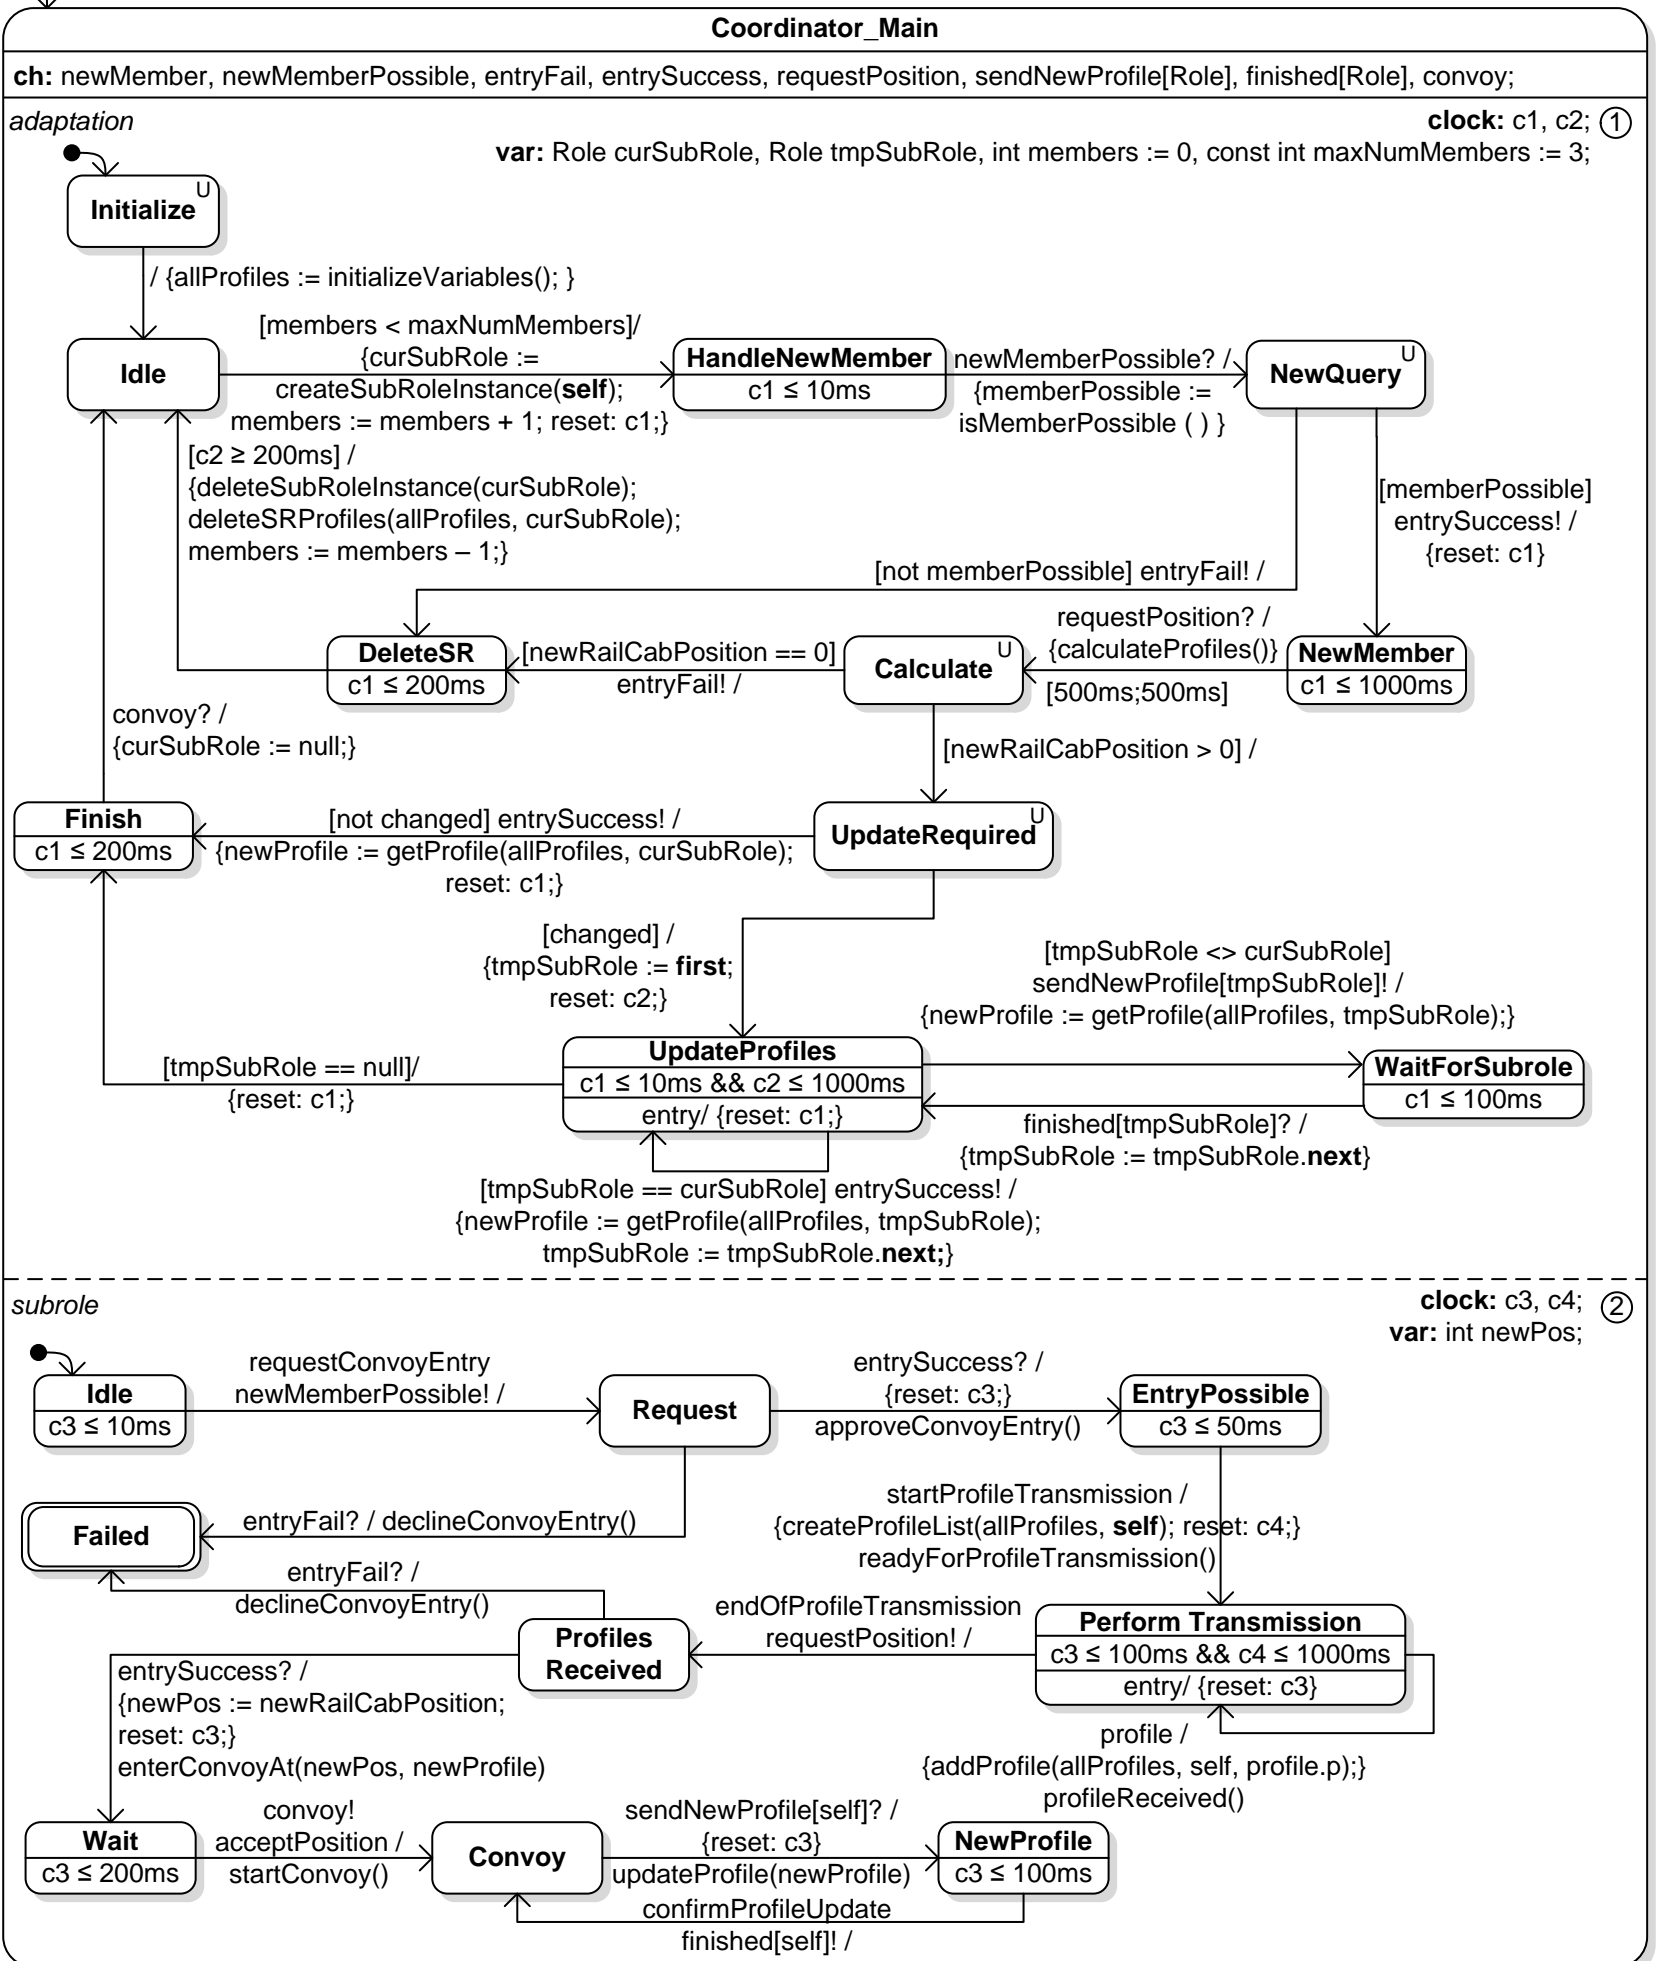 Coordinator_Main
ch: newMember, newMemberPossible, entryFail, entrySuccess, requestPosition, sendNewProfile[Role], finished[Role], convoy;
adaptation
clock: c1, c2; 1
var: Role curSubRole, Role tmpSubRole, int members := 0, const int maxNumMembers := 3;
U
Initialize
/ {allProfiles := initializeVariables(); }
Idle
[members < maxNumMembers]/
{curSubRole :=
createSubRoleInstance(self);
members := members + 1; reset: c1;}
HandleNewMember
c1 ≤ 10ms
newMemberPossible? /
{memberPossible :=
isMemberPossible ( ) }
U
NewQuery
[c2 ≥ 200ms] /
{deleteSubRoleInstance(curSubRole);
deleteSRProfiles(allProfiles, curSubRole);
members := members – 1;}
[memberPossible]
entrySuccess! /
{reset: c1}
[not memberPossible] entryFail! /
DeleteSR
c1 ≤ 200ms
[newRailCabPosition == 0]
entryFail! /
U
Calculate
requestPosition? /
{calculateProfiles()}
[500ms;500ms]
NewMember
c1 ≤ 1000ms
convoy? /
{curSubRole := null;}
[newRailCabPosition > 0] /
Finish
c1 ≤ 200ms
[not changed] entrySuccess! /
{newProfile := getProfile(allProfiles, curSubRole);
reset: c1;}
U
UpdateRequired
[changed] /
{tmpSubRole := first;
reset: c2;}
[tmpSubRole <> curSubRole]
sendNewProfile[tmpSubRole]! /
{newProfile := getProfile(allProfiles, tmpSubRole);}
[tmpSubRole == null]/
{reset: c1;}
UpdateProfiles
c1 ≤ 10ms && c2 ≤ 1000ms
entry/ {reset: c1;}
WaitForSubrole
c1 ≤ 100ms
finished[tmpSubRole]? /
{tmpSubRole := tmpSubRole.next}
[tmpSubRole == curSubRole] entrySuccess! /
{newProfile := getProfile(allProfiles, tmpSubRole);
tmpSubRole := tmpSubRole.next;}
subrole
clock: c3, c4; 2
var: int newPos;
Idle
c3 ≤ 10ms
requestConvoyEntry
newMemberPossible! /
Request
entrySuccess? /
{reset: c3;}
approveConvoyEntry()
EntryPossible
c3 ≤ 50ms
Failed
entryFail? / declineConvoyEntry()
startProfileTransmission /
{createProfileList(allProfiles, self); reset: c4;}
readyForProfileTransmission()
entryFail? /
declineConvoyEntry()
Profiles
Received
endOfProfileTransmission
requestPosition! /
Perform Transmission
c3 ≤ 100ms && c4 ≤ 1000ms
entry/ {reset: c3}
entrySuccess? /
{newPos := newRailCabPosition;
reset: c3;}
enterConvoyAt(newPos, newProfile)
profile /
{addProfile(allProfiles, self, profile.p);}
profileReceived()
Wait
c3 ≤ 200ms
convoy!
acceptPosition /
startConvoy()
Convoy
sendNewProfile[self]? /
{reset: c3}
updateProfile(newProfile)
NewProfile
c3 ≤ 100ms
confirmProfileUpdate
finished[self]! /